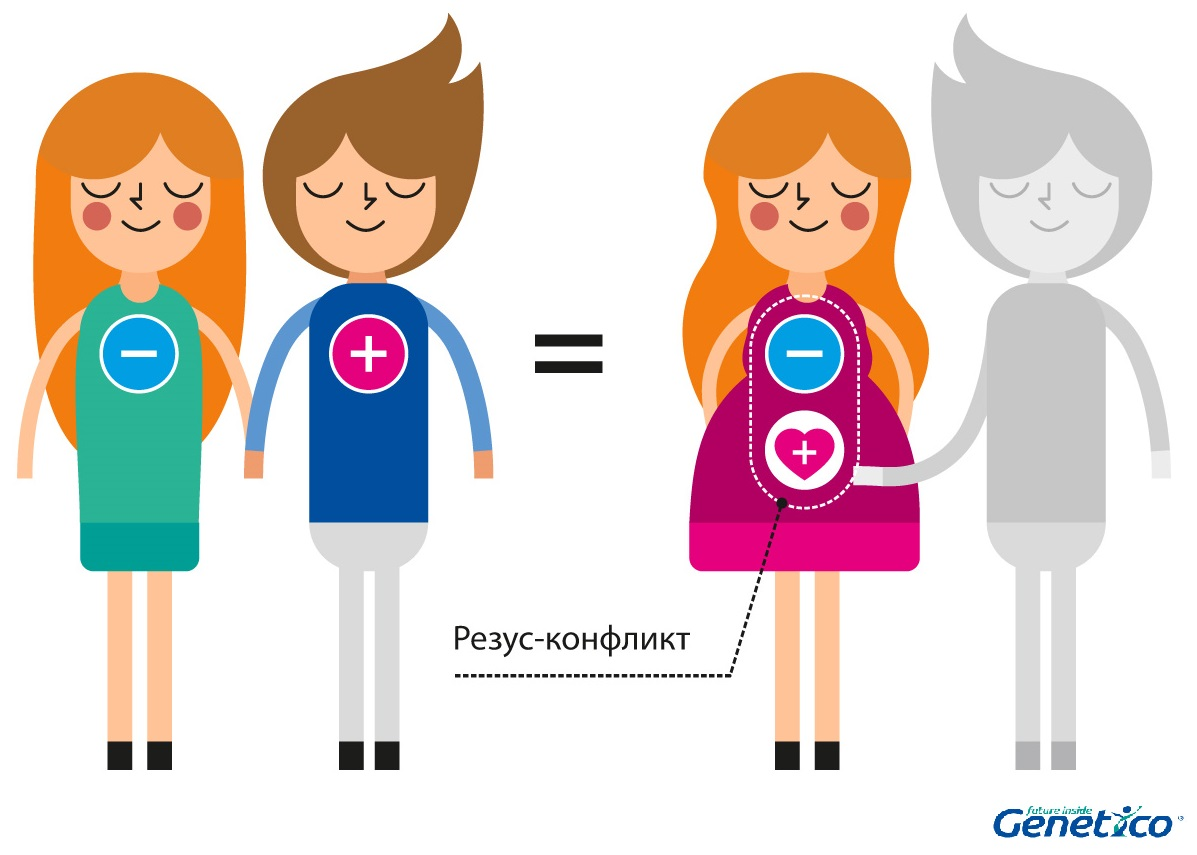 −
+
=
−
+
Резус-конфликт
future inside
Genetico®